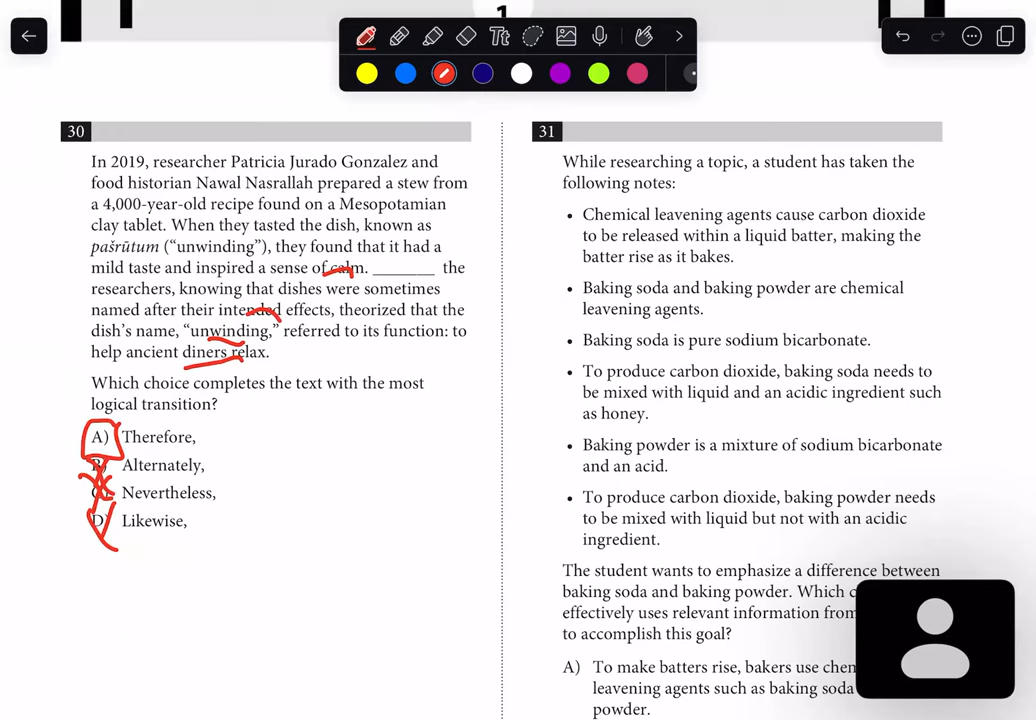 1
Tt
30
In 2019, researcher Patricia Jurado Gonzalez and
food historian Nawal Nasrallah prepared a stew from
a 4,000-year-old recipe found on a Mesopotamian
clay tablet. When they tasted the dish, known as
pašrūtum (“unwinding”), they found that it had a
mild taste and inspired a sense of calm. ______ the
researchers, knowing that dishes were sometimes
named after their intended effects, theorized that the
dish’s name, “unwinding,” referred to its function: to
help ancient diners relax.
Which choice completes the text with the most
logical transition?
A) Therefore,
B) Alternately,
C) Nevertheless,
D) Likewise,
31
While researching a topic, a student has taken the
following notes:
• Chemical leavening agents cause carbon dioxide
to be released within a liquid batter, making the
batter rise as it bakes.
• Baking soda and baking powder are chemical
leavening agents.
• Baking soda is pure sodium bicarbonate.
• To produce carbon dioxide, baking soda needs to
be mixed with liquid and an acidic ingredient such
as honey.
• Baking powder is a mixture of sodium bicarbonate
and an acid.
• To produce carbon dioxide, baking powder needs
to be mixed with liquid but not with an acidic
ingredient.
The student wants to emphasize a difference between
baking soda and baking powder. Which
effectively uses relevant information from
to accomplish this goal?
A) To make batters rise, bakers use
leavening agents such as baking soda
powder.